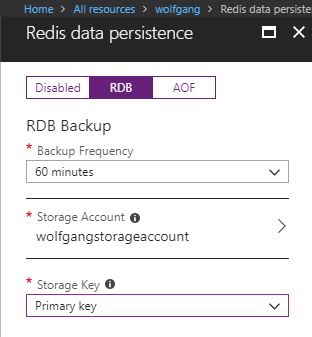 Home > All resources > wolfgang > Redis data persiste
Redis data persistence
Disabled RDB AOF
RDB Backup
* Backup Frequency
60 minutes
* Storage Account
wolfgangstorageaccount
* Storage Key
Primary key